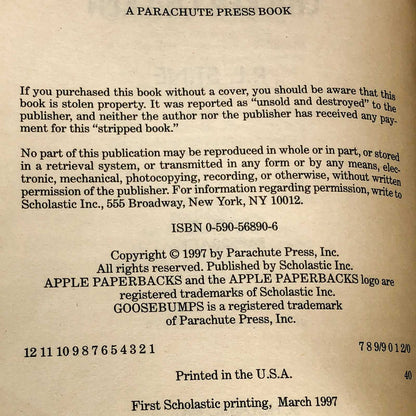 A PARACHUTE PRESS BOOK
If you purchased this book without a cover, you should be aware that this
book is stolen property. It was reported as "unsold and destroyed" to the
publisher, and neither the author nor the publisher has received any pay-
ment for this "stripped book."
No part of this publication may be reproduced in whole or in part, or stored
in a retrieval system, or transmitted in any form or by any means, elec-
tronic, mechanical, photocopying, recording, or otherwise, without written
permission of the publisher. For information regarding permission, write to
Scholastic Inc., 555 Broadway, New York, NY 10012.
ISBN 0-590-56890-6
Copyright © 1997 by Parachute Press, Inc.
All rights reserved. Published by Scholastic Inc.
APPLE PAPERBACKS and the APPLE PAPERBACKS logo are
registered trademarks of Scholastic Inc.
GOOSEBUMPS is a registered trademark
of Parachute Press, Inc.
12 11 10 9 8 7 6 5 4 3 2 1 7 8 9/9 0 1 2/0
Printed in the U.S.A. 40
First Scholastic printing, March 1997